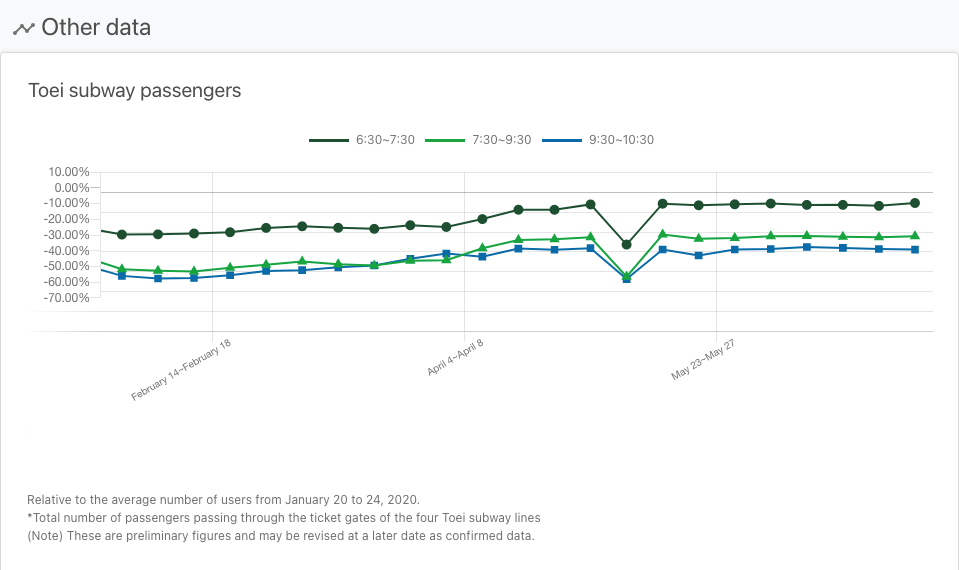 Other data
Toei subway passengers
6:30~7:30 7:30~9:30 9:30~10:30
10.00%
0.00%
-10.00%
-20.00%
-30.00%
-40.00%
-50.00%
-60.00%
-70.00%
February 14~February 18 April 4~April 8 May 23~May 27
Relative to the average number of users from January 20 to 24, 2020.
*Total number of passengers passing through the ticket gates of the four Toei subway lines
(Note) These are preliminary figures and may be revised at a later date as confirmed data.